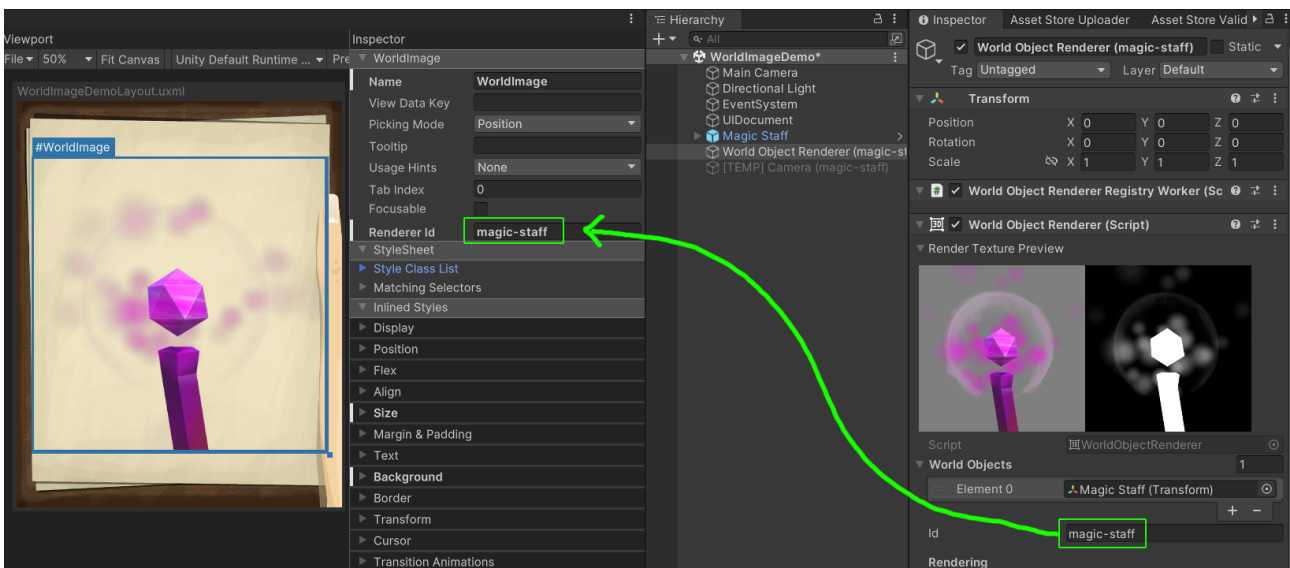 Viewport
File
50%
Fit Canvas
Unity Default Runtime ...
Pre
WorldImageDemoLayout.uxml
#WorldImage
Inspector
WorldImage
Name WorldImage
View Data Key
Picking Mode Position
Tooltip
Usage Hints None
Tab Index 0
Focusable
Renderer Id magic-staff
StyleSheet
Style Class List
Matching Selectors
Inlined Styles
Display
Position
Flex
Align
Size
Margin & Padding
Text
Background
Border
Transform
Cursor
Transition Animations
Hierarchy
All
WorldImageDemo*
Main Camera
Directional Light
EventSystem
UIDocument
Magic Staff
World Object Renderer (magic-st
[TEMP] Camera (magic-staff)
Inspector Asset Store Uploader Asset Store Valid
World Object Renderer (magic-staff) Static
Tag Untagged Layer Default
Transform
Position X 0 Y 0 Z 0
Rotation X 0 Y 0 Z 0
Scale X 1 Y 1 Z 1
# World Object Renderer Registry Worker (Sc
3D World Object Renderer (Script)
Render Texture Preview
Script WorldObjectRenderer
World Objects 1
Element 0 Magic Staff (Transform)
+ −
Id magic-staff
Rendering